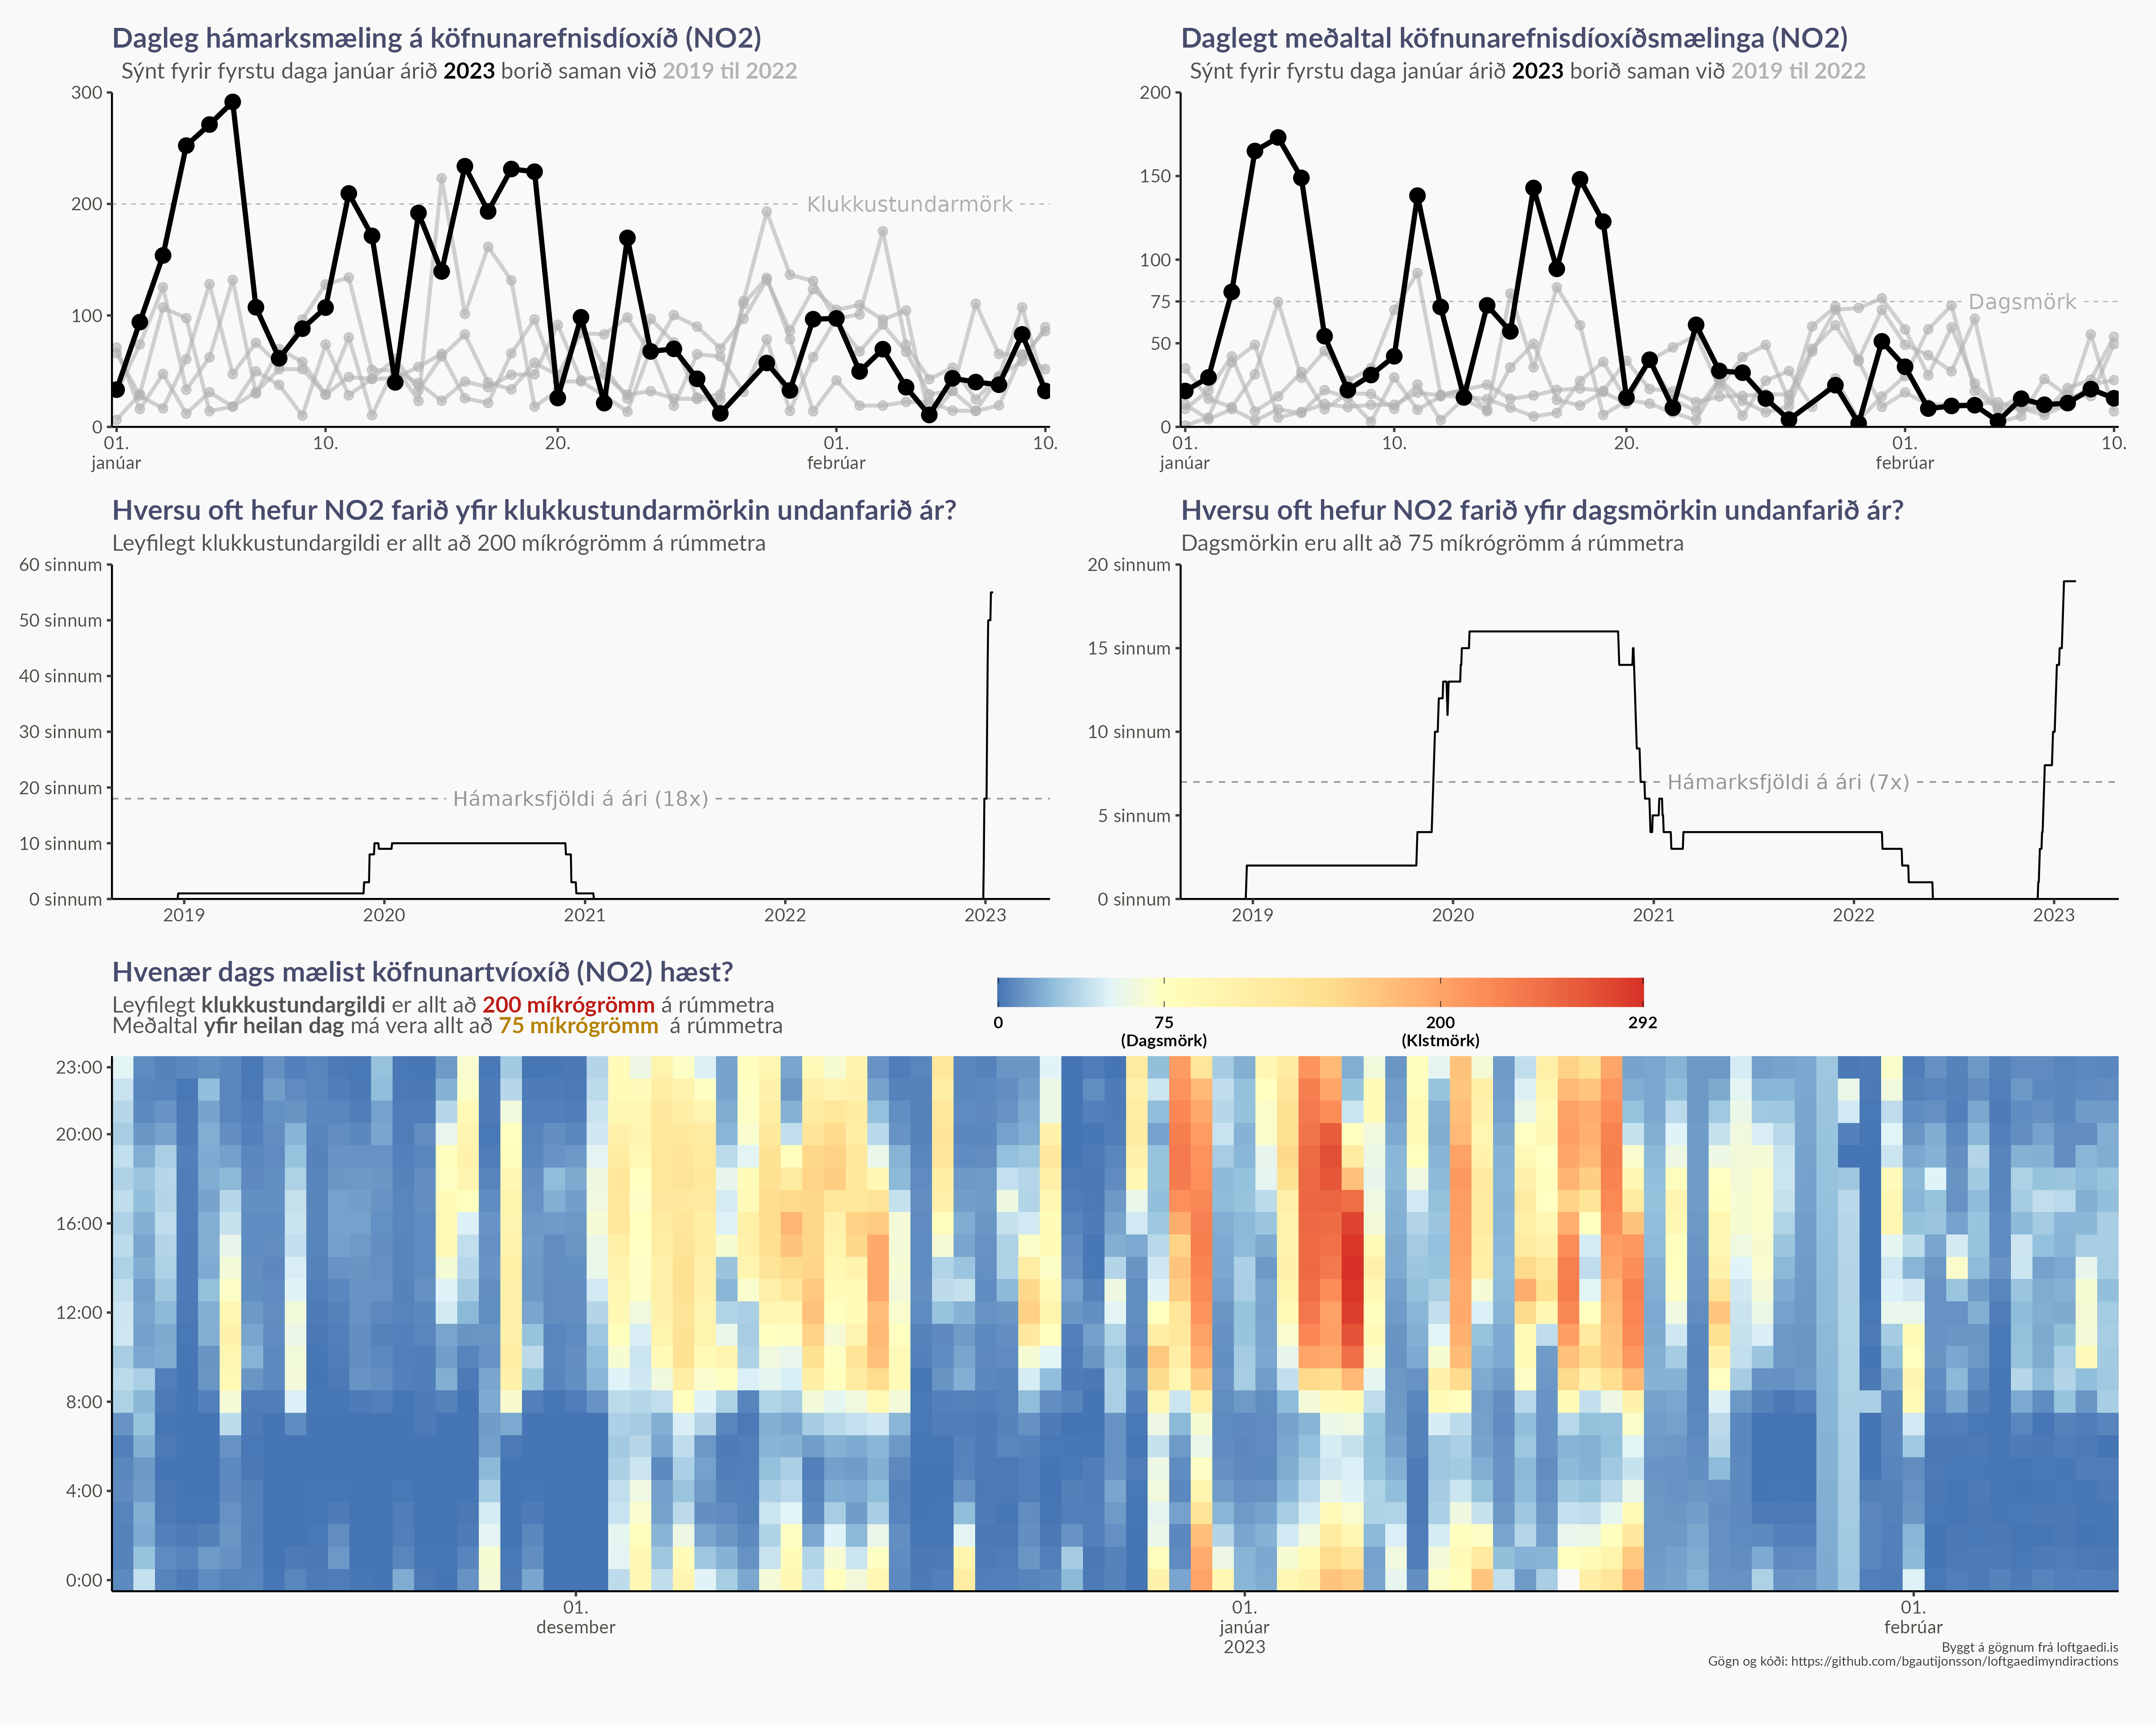 Dagleg hámarksmæling á köfnunarefnisdíoxíð (NO2)
Sýnt fyrir fyrstu daga janúar árið 2023 borið saman við 2019 til 2022
300
200
100
0
Klukkustundarmörk
01.
janúar
10.
20.
01.
febrúar
10.
Daglegt meðaltal köfnunarefnisdíoxíðsmælinga (NO2)
Sýnt fyrir fyrstu daga janúar árið 2023 borið saman við 2019 til 2022
200
150
100
75
50
0
Dagsmörk
01.
janúar
10.
20.
01.
febrúar
10.
Hversu oft hefur NO2 farið yfir klukkustundarmörkin undanfarið ár?
Leyfilegt klukkustundargildi er allt að 200 míkrógrömm á rúmmetra
60 sinnum
50 sinnum
40 sinnum
30 sinnum
20 sinnum
10 sinnum
0 sinnum
Hámarksfjöldi á ári (18x)
2019
2020
2021
2022
2023
Hversu oft hefur NO2 farið yfir dagsmörkin undanfarið ár?
Dagsmörkin eru allt að 75 míkrógrömm á rúmmetra
20 sinnum
15 sinnum
10 sinnum
5 sinnum
0 sinnum
Hámarksfjöldi á ári (7x)
2019
2020
2021
2022
2023
Hvenær dags mælist köfnunartvíoxíð (NO2) hæst?
Leyfilegt klukkustundargildi er allt að 200 míkrógrömm á rúmmetra
Meðaltal yfir heilan dag má vera allt að 75 míkrógrömm á rúmmetra
0
75
(Dagsmörk)
200
(Klstmörk)
292
23:00
20:00
16:00
12:00
8:00
4:00
0:00
01.
desember
01.
janúar
2023
01.
febrúar
Byggt á gögnum frá loftgaedi.is
Gögn og kóði: https://github.com/bgautijonsson/loftgaedimyndiractions